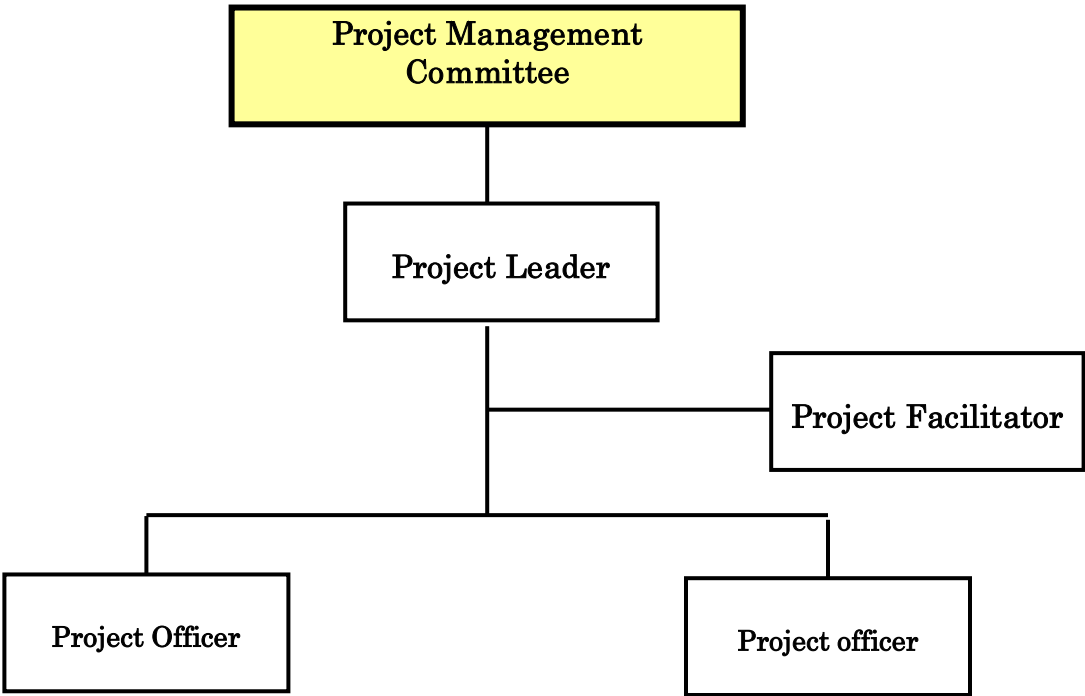 Project Management
Committee
Project Leader
Project Facilitator
Project Officer
Project officer